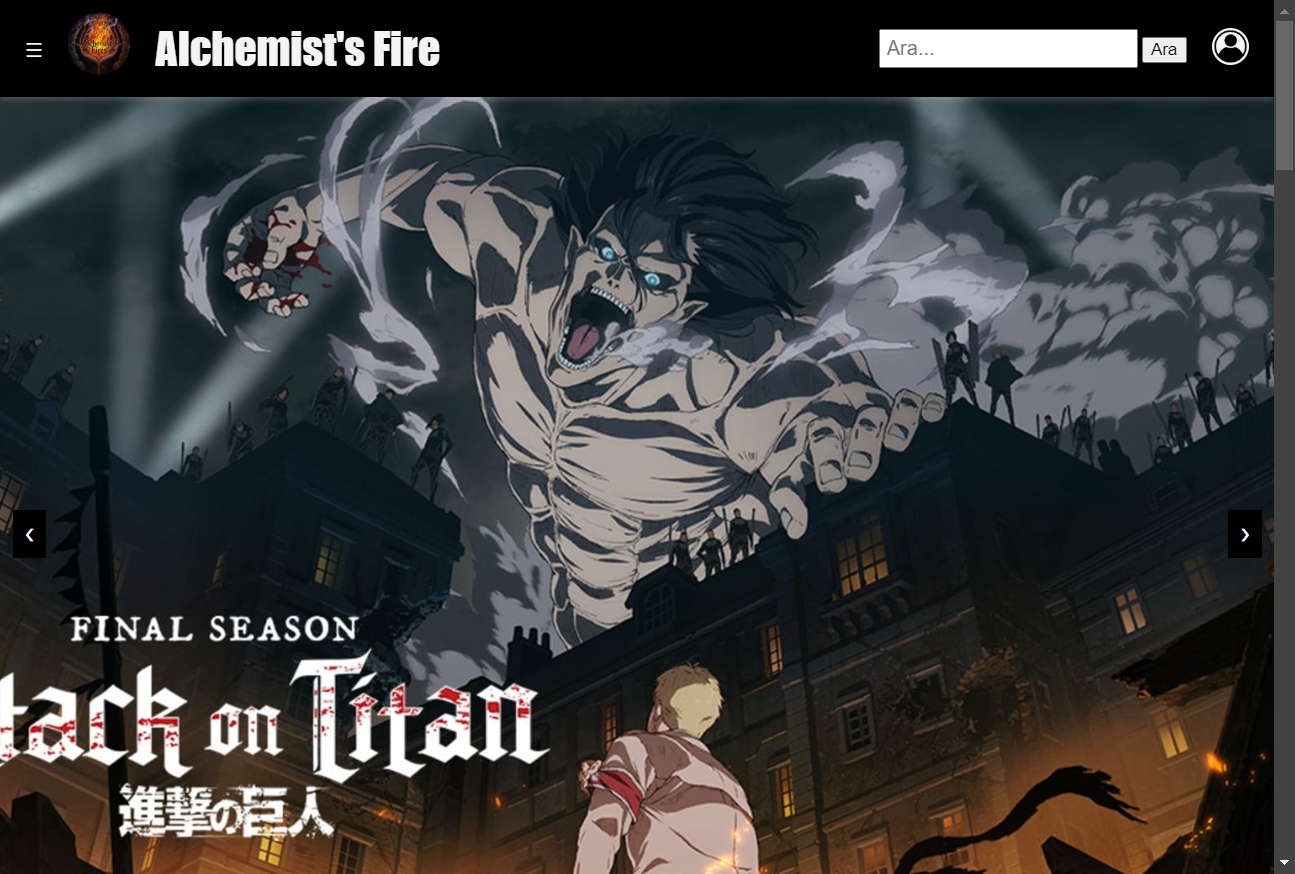 ☰
Alchemist's Fire
Ara...
Ara
❮
❯
FINAL SEASON
tack on Titan
進撃の巨人